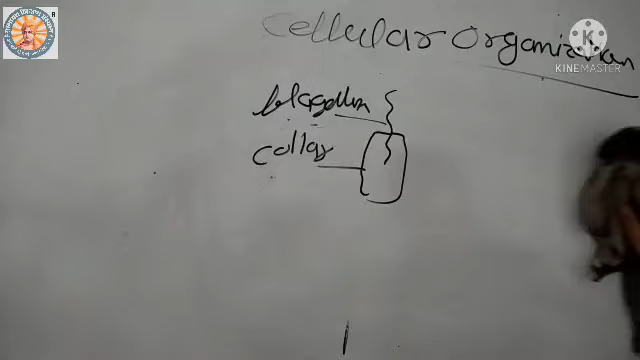 Cellular Organization
KINEMASTER
flagellum
collar